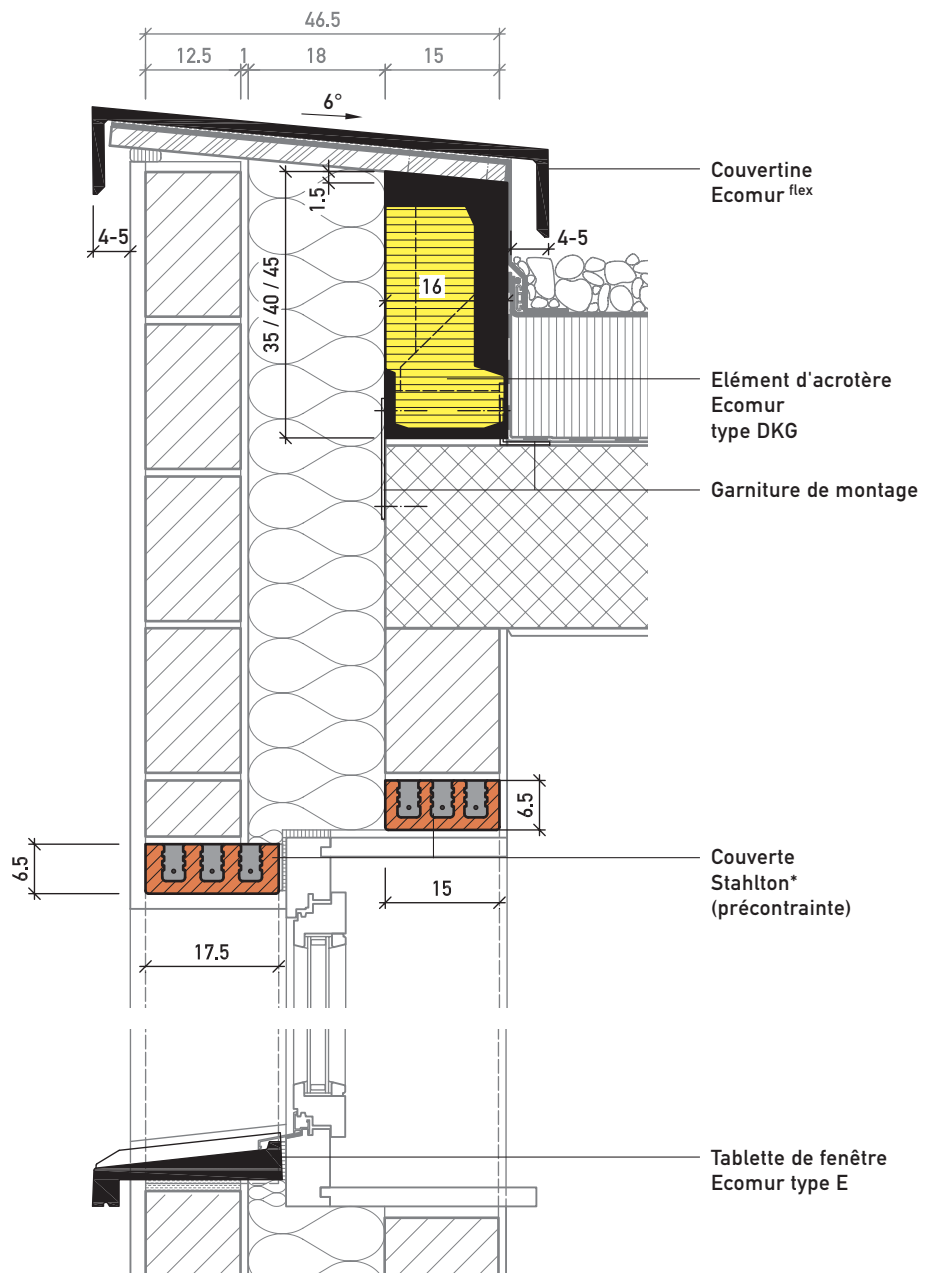 46.5
12.5 1 18 15
6°
Couvertine
Ecomur flex
1.5
4-5
4-5
35 / 40 / 45
16
Elément d'acrotère
Ecomur
type DKG
Garniture de montage
6.5
6.5
Couverte
Stahlton*
(précontrainte)
15
17.5
Tablette de fenêtre
Ecomur type E